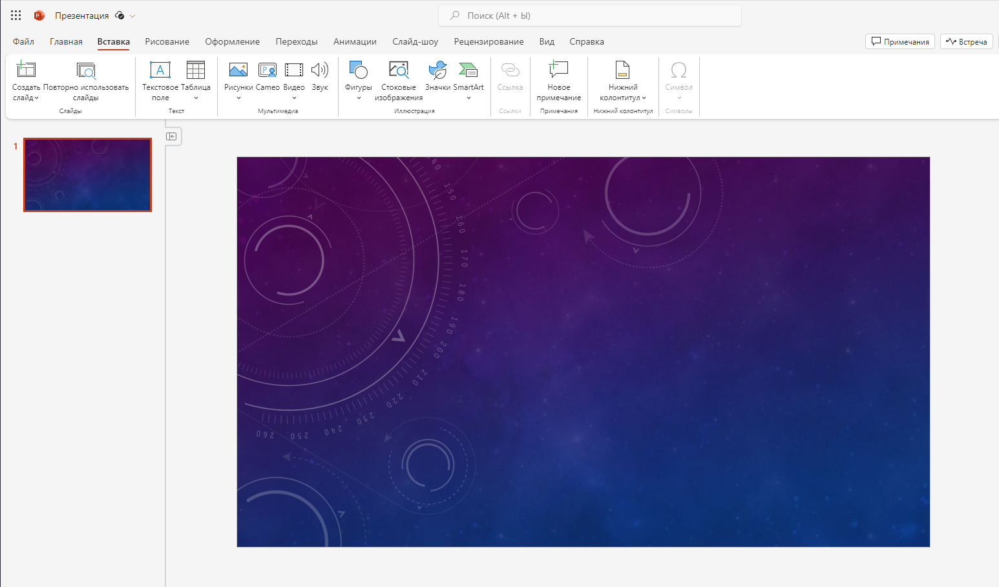 Презентация
Поиск (Alt + Ы)
Файл Главная Вставка Рисование Оформление Переходы Анимации Слайд-шоу Рецензирование Вид Справка Примечания Встреча
Создать слайд Повторно использовать слайды Текстовое поле Таблица Рисунки Cameo Видео Звук Фигуры Стоковые изображения Значки SmartArt Ссылка Новое примечание Нижний колонтитул Символ
Слайды Текст Мультимедиа Иллюстрация Ссылки Примечания Нижний колонтитул Символы
1
150
160
170
180
190
200
210
220
230
240
250
260